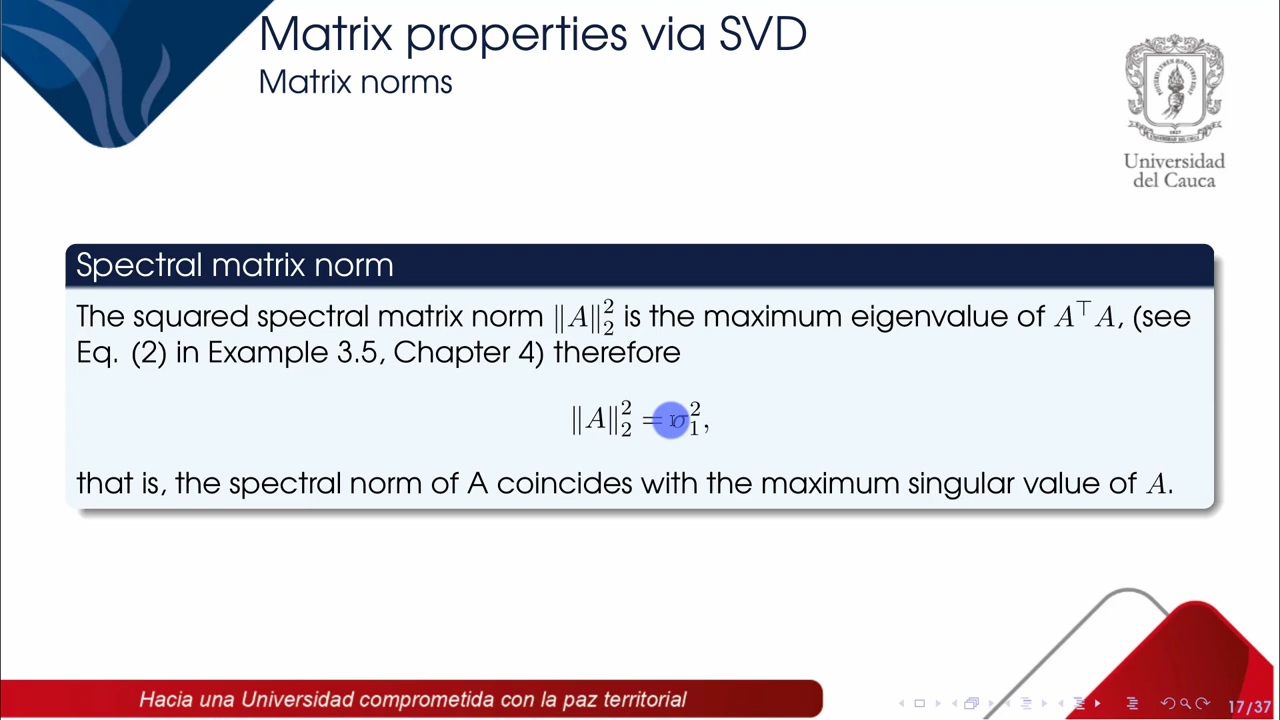 Matrix properties via SVD
Matrix norms
Universidad
del Cauca
Spectral matrix norm
The squared spectral matrix norm ‖A‖₂² is the maximum eigenvalue of A⊤A, (see
Eq. (2) in Example 3.5, Chapter 4) therefore
‖A‖₂² = σ₁²,
that is, the spectral norm of A coincides with the maximum singular value of A.
Hacia una Universidad comprometida con la paz territorial
17/37